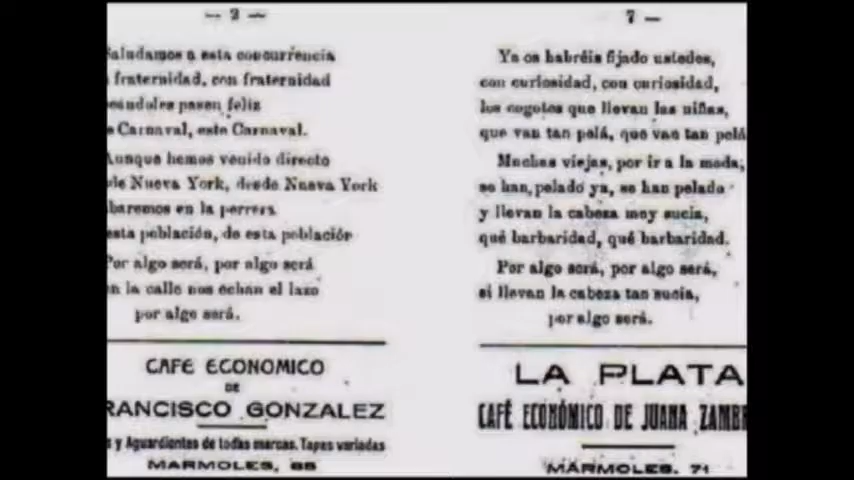 — 2 —
Saludamos a esta concurrencia
fraternidad, con fraternidad
pasen feliz
Carnaval, este Carnaval.
Aunque hemos venido directo
de Nueva York, desde Nueva York
en la perrera
esta población, de esta población
Por algo será, por algo será
en la calle nos echan el lazo
por algo será.
CAFE ECONOMICO
DE
RANCISCO GONZALEZ
s y Aguardientes de todas marcas. Tapas variadas
MARMOLES, 88
7 —
Ya os habréis fijado ustedes,
con curiosidad, con curiosidad,
los cogotes que llevan las niñas,
que van tan pelá, que van tan pelá
Muchas viejas, por ir a la moda,
se han pelado ya, se han pelado
y llevan la cabeza muy sucia,
qué barbaridad, qué barbaridad.
Por algo será, por algo será,
si llevan la cabeza tan sucia,
por algo será.
LA PLATA
CAFÉ ECONÓMICO DE JUANA ZAMBR
MARMOLES. 71